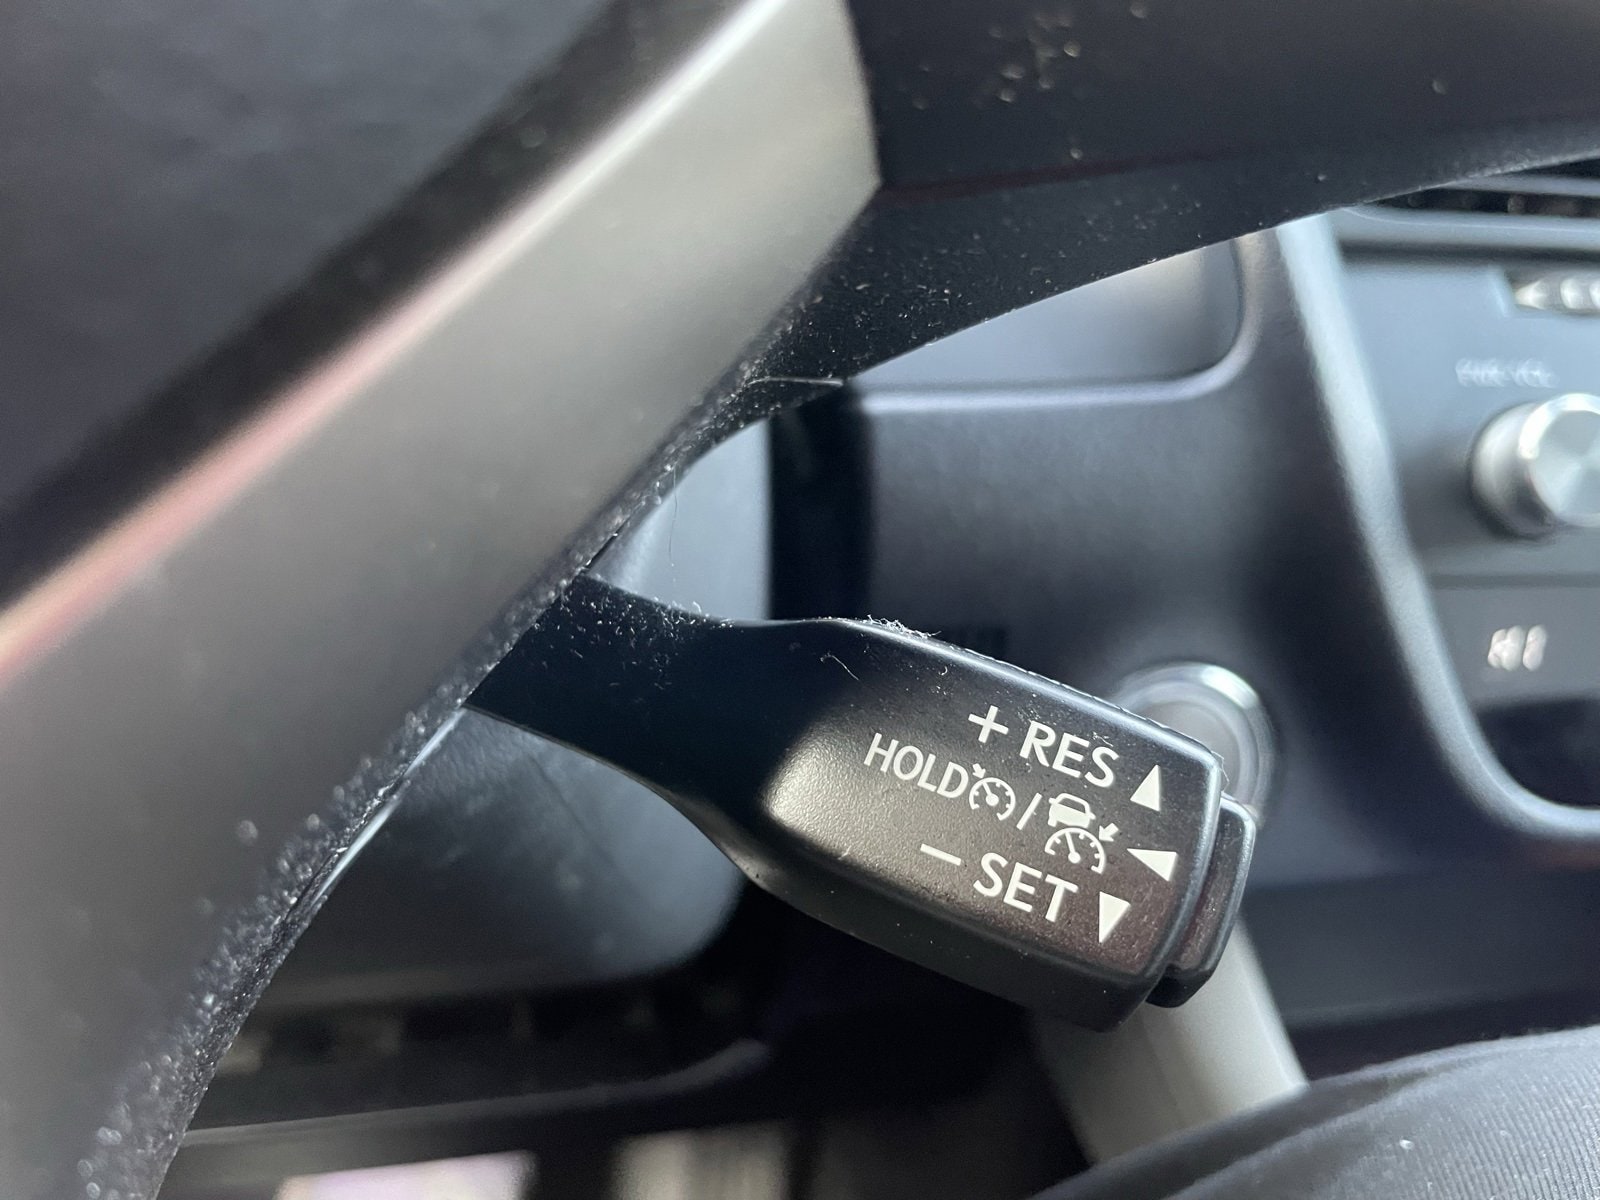 + RES
HOLD /
− SET